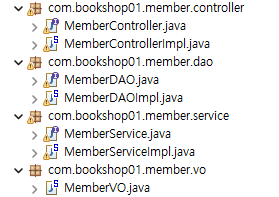 com.bookshop01.member.controller
MemberController.java
MemberControllerImpl.java
com.bookshop01.member.dao
MemberDAO.java
MemberDAOImpl.java
com.bookshop01.member.service
MemberService.java
MemberServiceImpl.java
com.bookshop01.member.vo
MemberVO.java